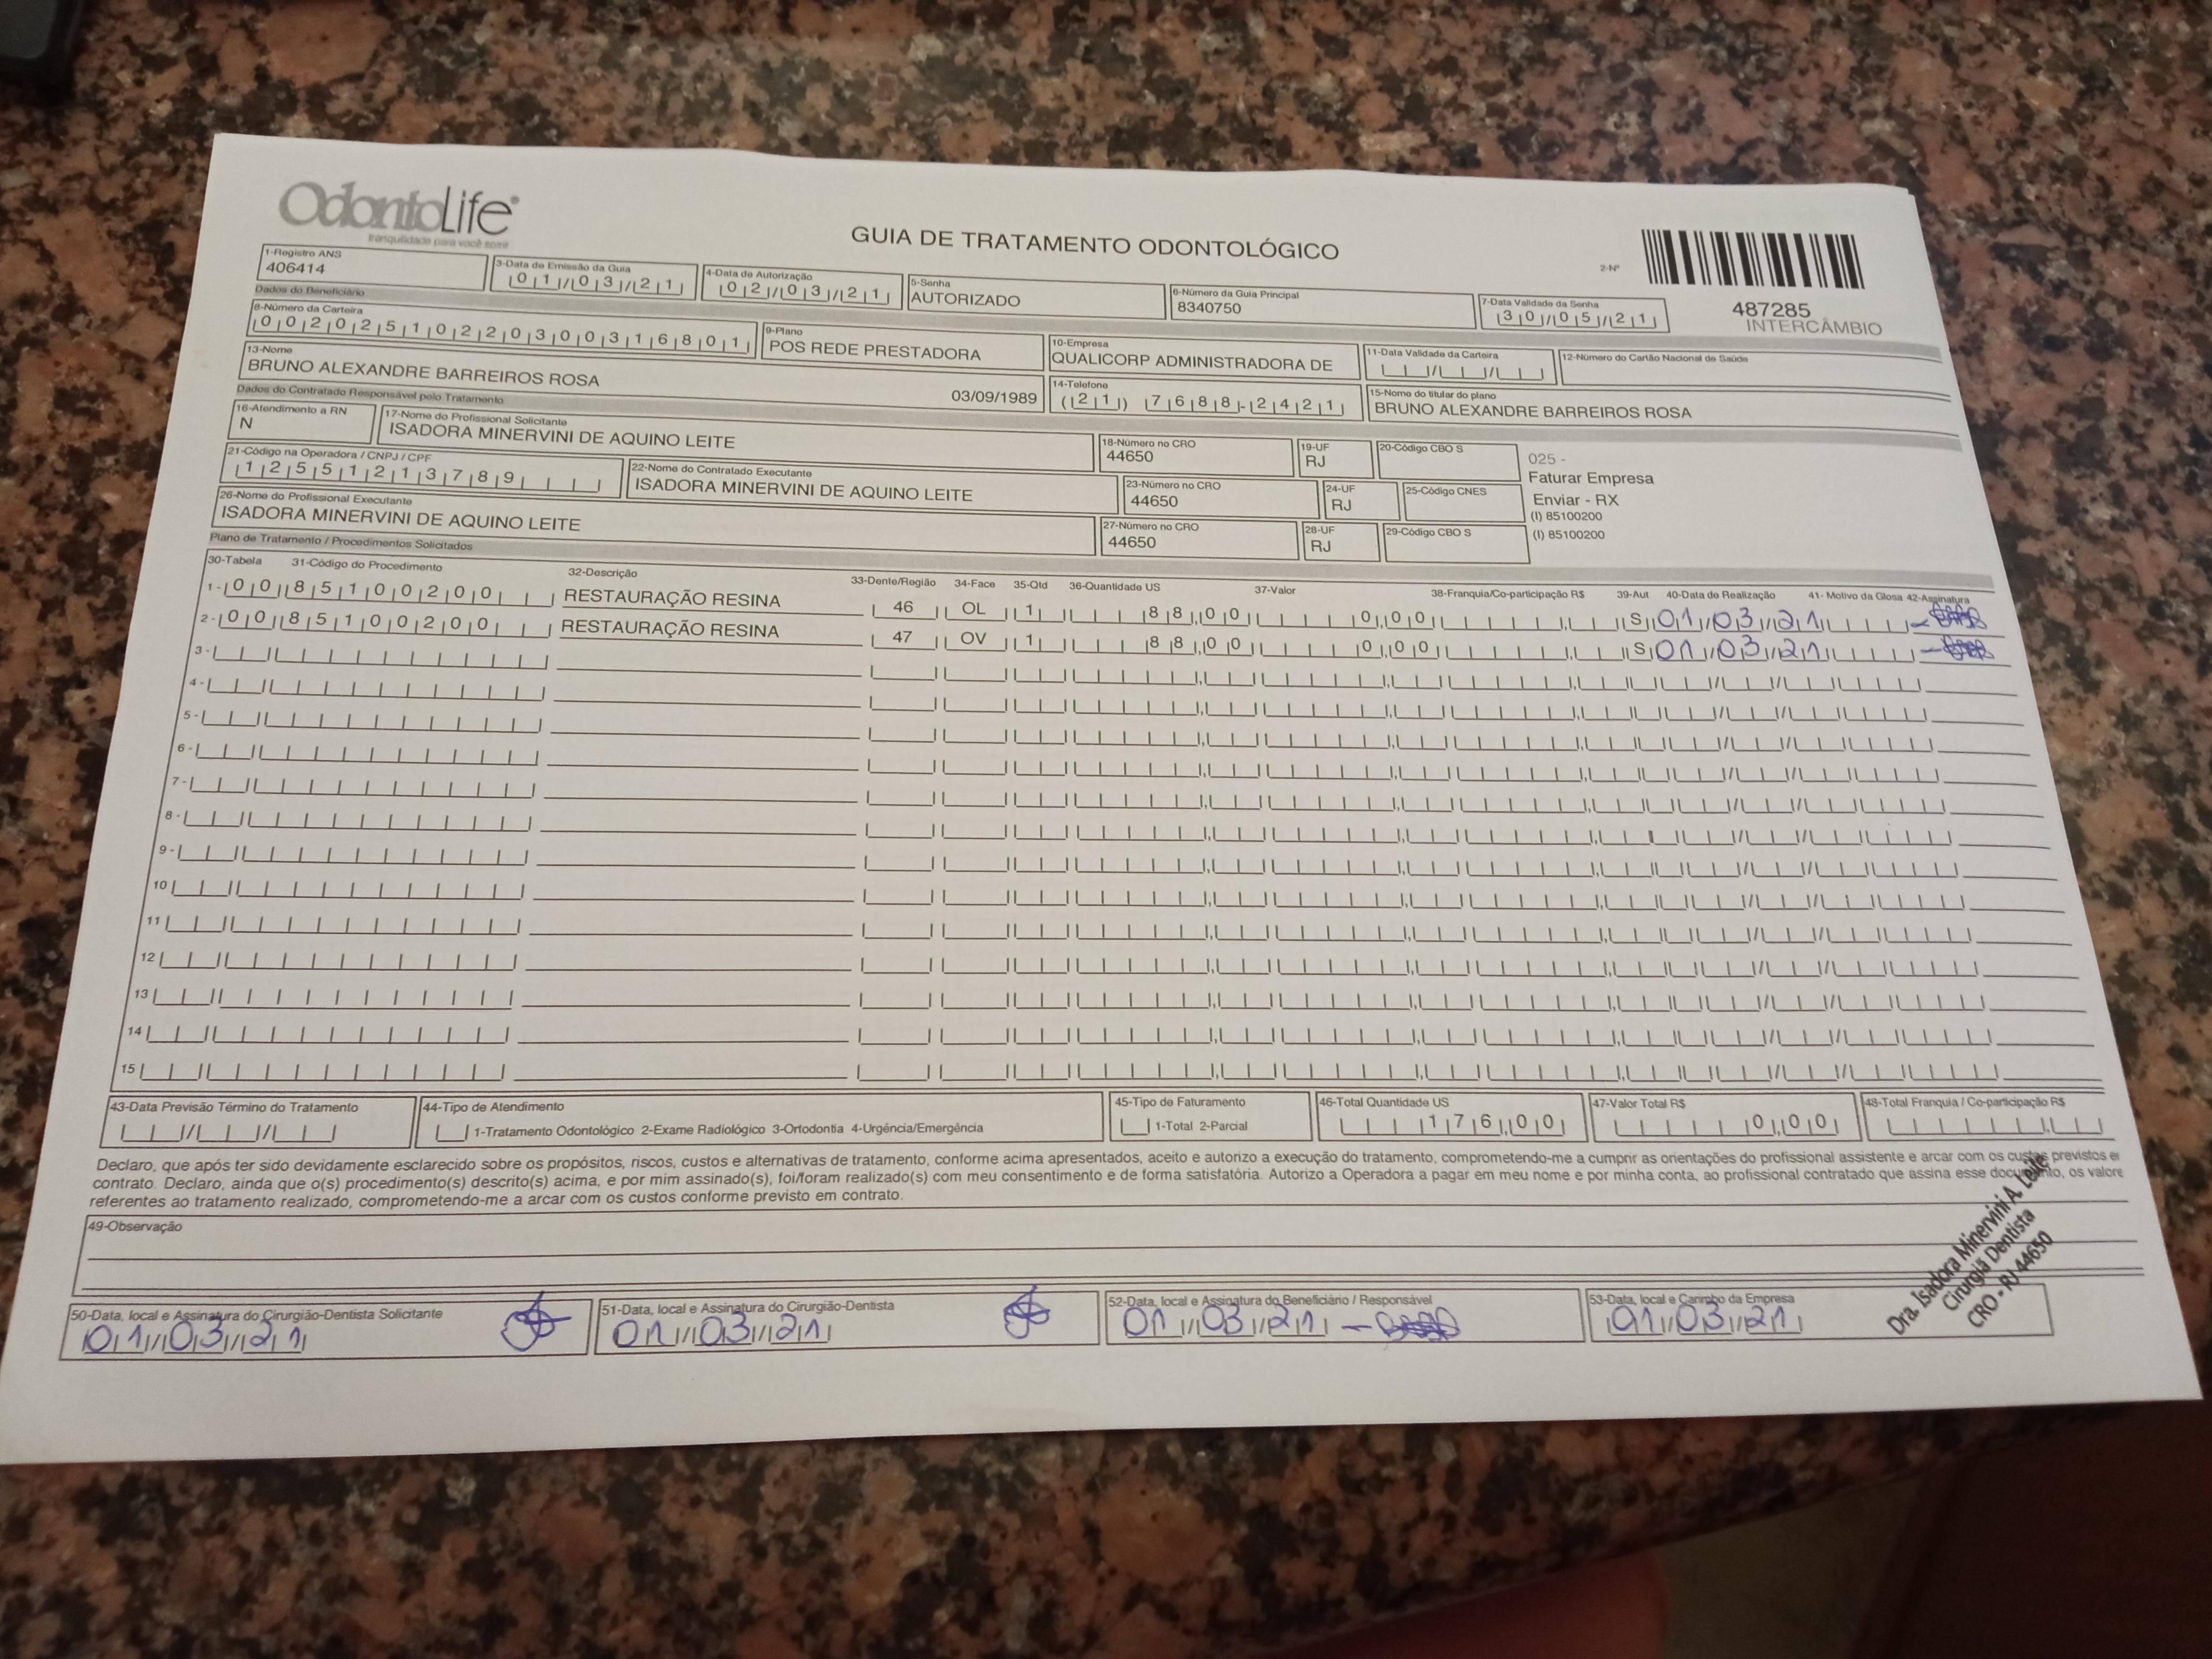 OdontoLife®
tranquilidade para você sorrir
GUIA DE TRATAMENTO ODONTOLÓGICO
2-Nº
487285
INTERCÂMBIO
1-Registro ANS
406414
3-Data de Emissão da Guia
01/03/21
4-Data de Autorização
02/03/21
5-Senha
AUTORIZADO
6-Número da Guia Principal
8340750
7-Data Validade da Senha
30/05/21
Dados do Beneficiário
8-Número da Carteira
00202510220300316801
9-Plano
POS REDE PRESTADORA
10-Empresa
QUALICORP ADMINISTRADORA DE
11-Data Validade da Carteira
12-Número do Cartão Nacional de Saúde
13-Nome
BRUNO ALEXANDRE BARREIROS ROSA
03/09/1989
14-Telefone
(21) 7688-2421
15-Nome do titular do plano
BRUNO ALEXANDRE BARREIROS ROSA
Dados do Contratado Responsável pelo Tratamento
16-Atendimento a RN
N
17-Nome do Profissional Solicitante
ISADORA MINERVINI DE AQUINO LEITE
18-Número no CRO
44650
19-UF
RJ
20-Código CBO S
025 -
Faturar Empresa
Enviar - RX
(I) 85100200
(I) 85100200
21-Código na Operadora / CNPJ / CPF
12551213789
22-Nome do Contratado Executante
ISADORA MINERVINI DE AQUINO LEITE
23-Número no CRO
44650
24-UF
RJ
25-Código CNES
26-Nome do Profissional Executante
ISADORA MINERVINI DE AQUINO LEITE
27-Número no CRO
44650
28-UF
RJ
29-Código CBO S
Plano de Tratamento / Procedimentos Solicitados
30-Tabela 31-Código do Procedimento 32-Descrição 33-Dente/Região 34-Face 35-Qtd 36-Quantidade US 37-Valor 38-Franquia/Co-participação R$ 39-Aut 40-Data de Realização 41- Motivo da Glosa 42-Assinatura
1- 00 85100200 RESTAURAÇÃO RESINA 46 OL 1 88,00 0,00 S 01/03/21
2- 00 85100200 RESTAURAÇÃO RESINA 47 OV 1 88,00 0,00 S 01/03/21
3-
4-
5-
6-
7-
8-
9-
10
11
12
13
14
15
43-Data Previsão Término do Tratamento
44-Tipo de Atendimento
1-Tratamento Odontológico 2-Exame Radiológico 3-Ortodontia 4-Urgência/Emergência
45-Tipo de Faturamento
1-Total 2-Parcial
46-Total Quantidade US
176,00
47-Valor Total R$
0,00
48-Total Franquia / Co-participação R$
Declaro, que após ter sido devidamente esclarecido sobre os propósitos, riscos, custos e alternativas de tratamento, conforme acima apresentados, aceito e autorizo a execução do tratamento, comprometendo-me a cumprir as orientações do profissional assistente e arcar com os custos previstos em
contrato. Declaro, ainda que o(s) procedimento(s) descrito(s) acima, e por mim assinado(s), foi/foram realizado(s) com meu consentimento e de forma satisfatória. Autorizo a Operadora a pagar em meu nome e por minha conta, ao profissional contratado que assina esse documento, os valore
referentes ao tratamento realizado, comprometendo-me a arcar com os custos conforme previsto em contrato.
49-Observação
50-Data, local e Assinatura do Cirurgião-Dentista Solicitante
01/03/21
51-Data, local e Assinatura do Cirurgião-Dentista
01/03/21
52-Data, local e Assinatura do Beneficiário / Responsável
01/03/21
53-Data, local e Carimbo da Empresa
01/03/21
Dra. Isadora Minervini A. Leite
Cirurgiã Dentista
CRO - RJ 44650